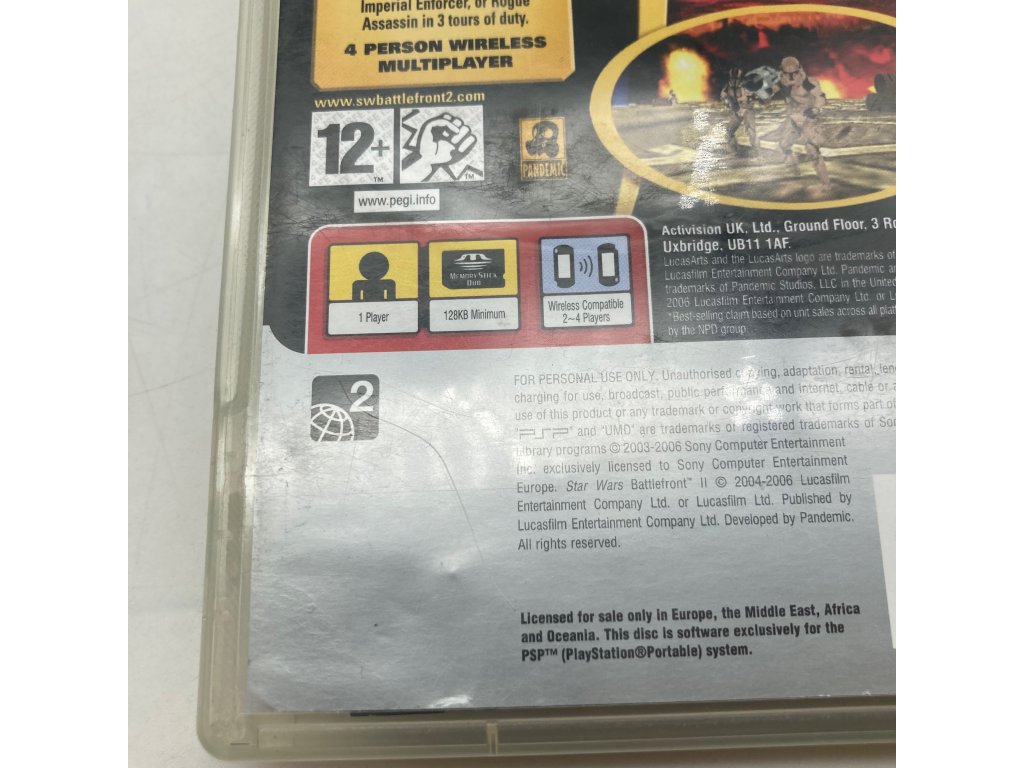 Imperial Enforcer, or Rogue
Assassin in 3 tours of duty.
4 PERSON WIRELESS
MULTIPLAYER
www.swbattlefront2.com
12+
TM
TM
PANDEMIC
www.pegi.info
1 Player
MEMORY STICK
DUO
128KB Minimum
Wireless Compatible
2~4 Players
Activision UK, Ltd., Ground Floor, 3
Uxbridge, UB11 1AF.
LucasArts and the LucasArts logo are trademarks of
Lucasfilm Entertainment Company Ltd. Pandemic
trademarks of Pandemic Studios, LLC in the United
2006 Lucasfilm Entertainment Company Ltd. or
*Best-selling claim based on unit sales across all
by the NPD group.
2
FOR PERSONAL USE ONLY. Unauthorised copying, adaptation, rental,
charging for use, broadcast, public performance and internet, cable or
use of this product or any trademark or copyright work that forms part of
"PSP" and "UMD" are trademarks or registered trademarks of
Library programs © 2003-2006 Sony Computer Entertainment
Inc. exclusively licensed to Sony Computer Entertainment
Europe. Star Wars Battlefront™ II © 2004-2006 Lucasfilm
Entertainment Company Ltd. or Lucasfilm Ltd. Published by
Lucasfilm Entertainment Company Ltd. Developed by Pandemic.
All rights reserved.
Licensed for sale only in Europe, the Middle East, Africa
and Oceania. This disc is software exclusively for the
PSP™ (PlayStation®Portable) system.